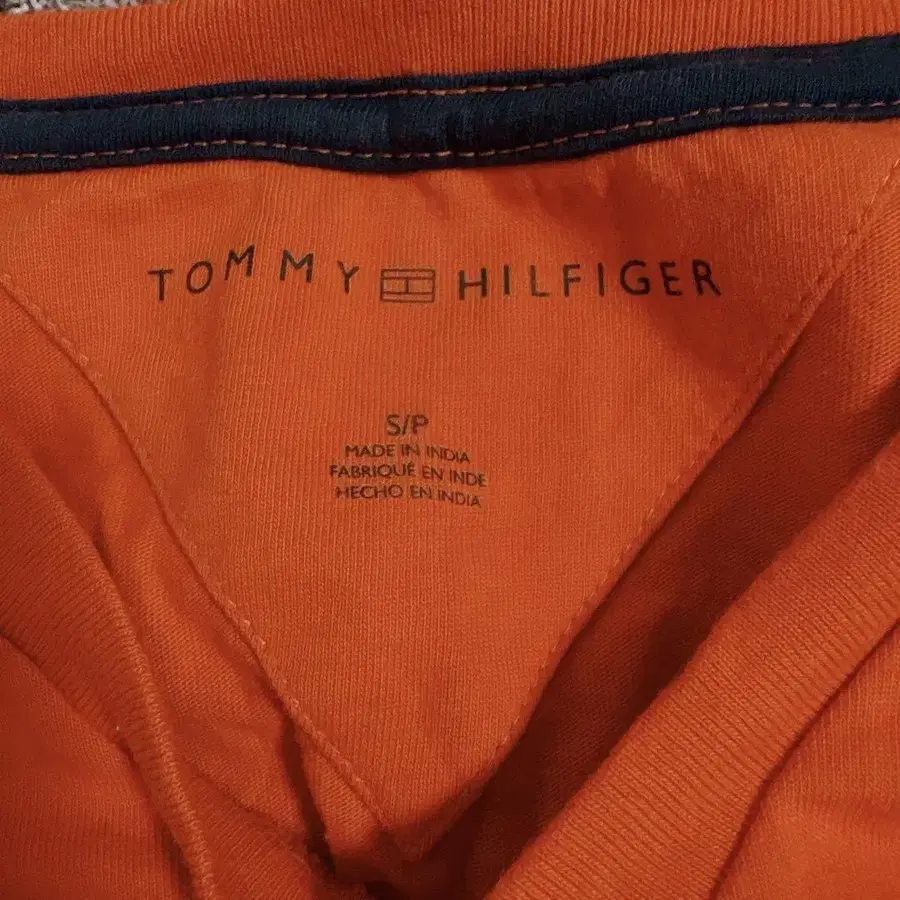 TOMMY HILFIGER
S/P
MADE IN INDIA
FABRIQUÉ EN INDE
HECHO EN INDIA